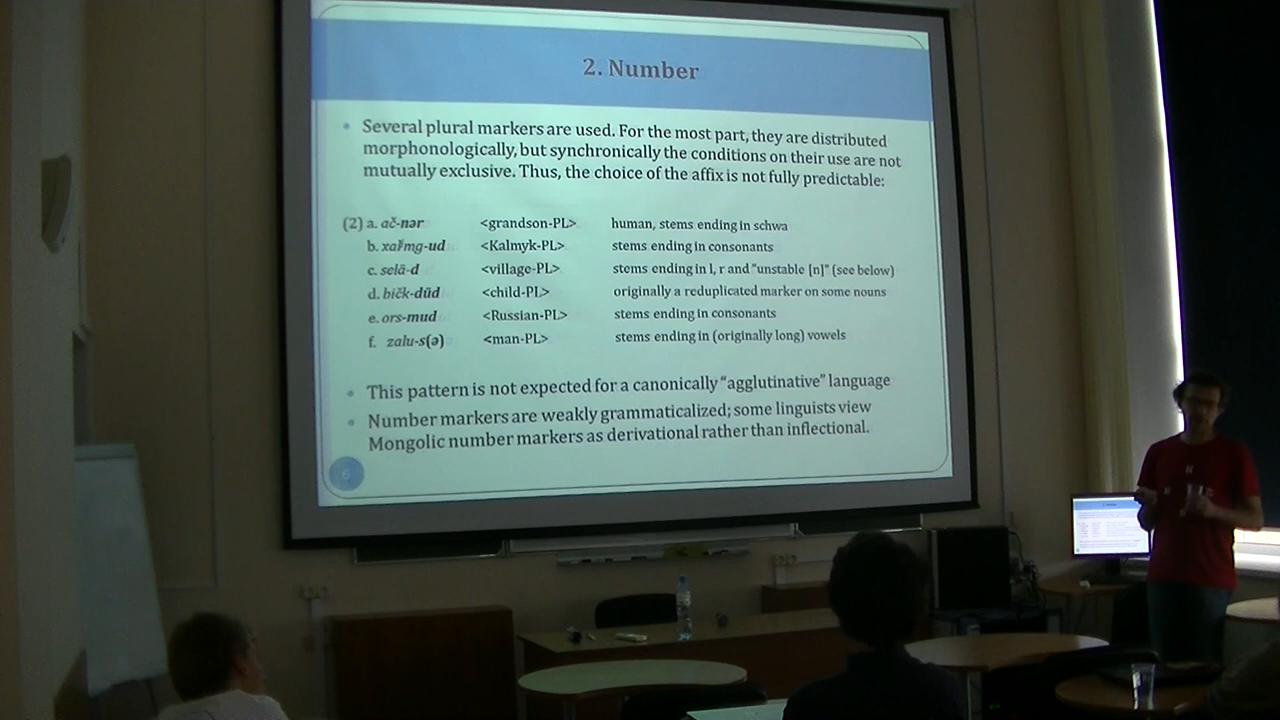 2. Number
• Several plural markers are used. For the most part, they are distributed
morphonologically, but synchronically the conditions on their use are not
mutually exclusive. Thus, the choice of the affix is not fully predictable:
(2) a. ač-nər <grandson-PL> human, stems ending in schwa
b. xaľmg-ud <Kalmyk-PL> stems ending in consonants
c. selä-d <village-PL> stems ending in l, r and "unstable [n]" (see below)
d. bičk-düd <child-PL> originally a reduplicated marker on some nouns
e. ors-mud <Russian-PL> stems ending in consonants
f. zalu-s(ə) <man-PL> stems ending in (originally long) vowels
• This pattern is not expected for a canonically “agglutinative” language
• Number markers are weakly grammaticalized; some linguists view
Mongolic number markers as derivational rather than inflectional.
6